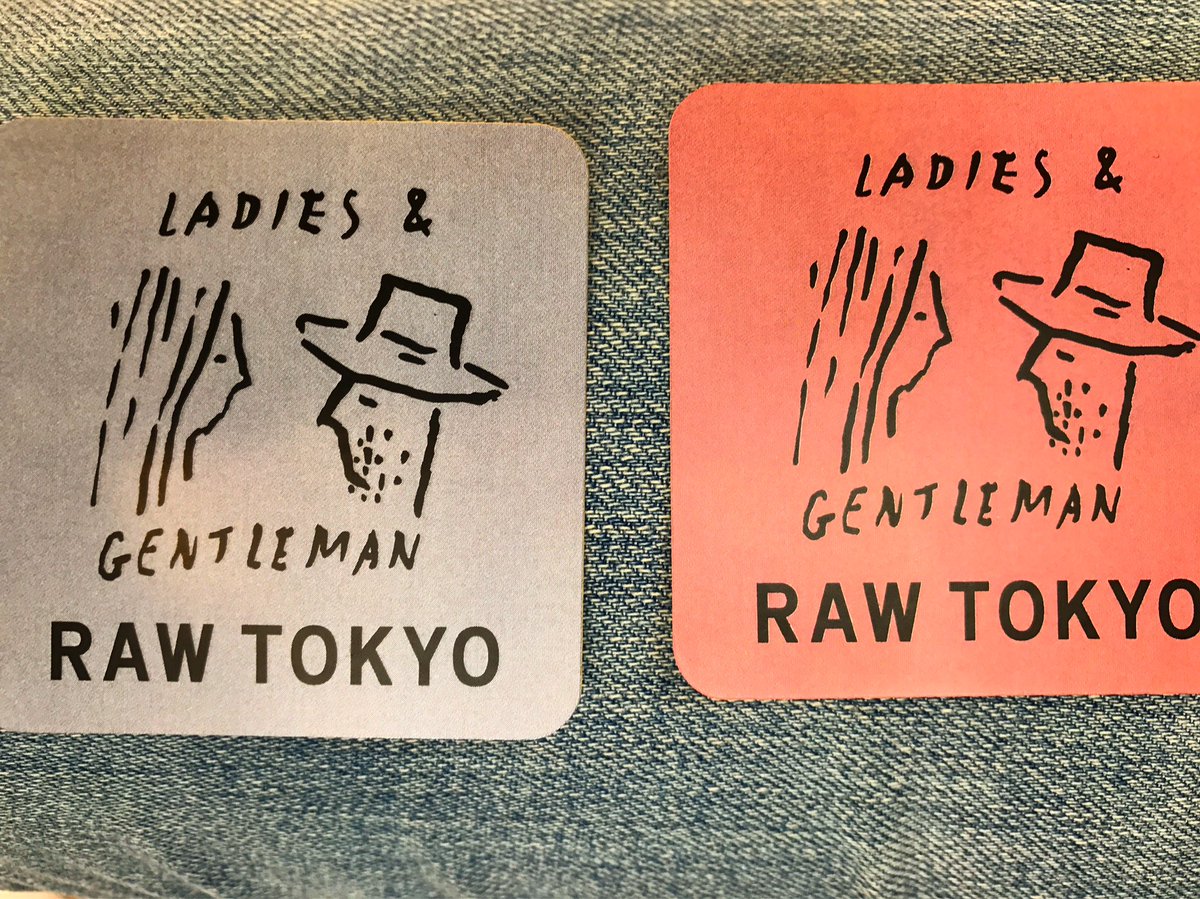 LADIES &
GENTLEMAN
RAW TOKYO
LADIES &
GENTLEMAN
RAW TOKYO